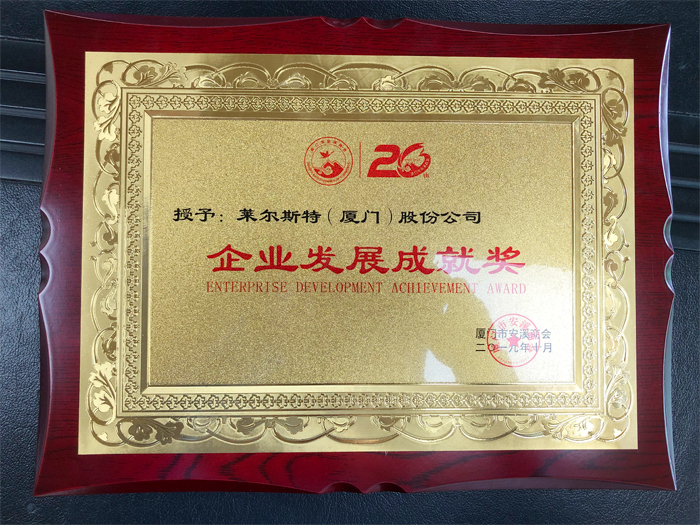 20
th
授予：莱尔斯特（厦门）股份公司
企业发展成就奖
ENTERPRISE DEVELOPMENT ACHIEVEMENT AWARD
厦门市安溪商会
二〇一九年十月